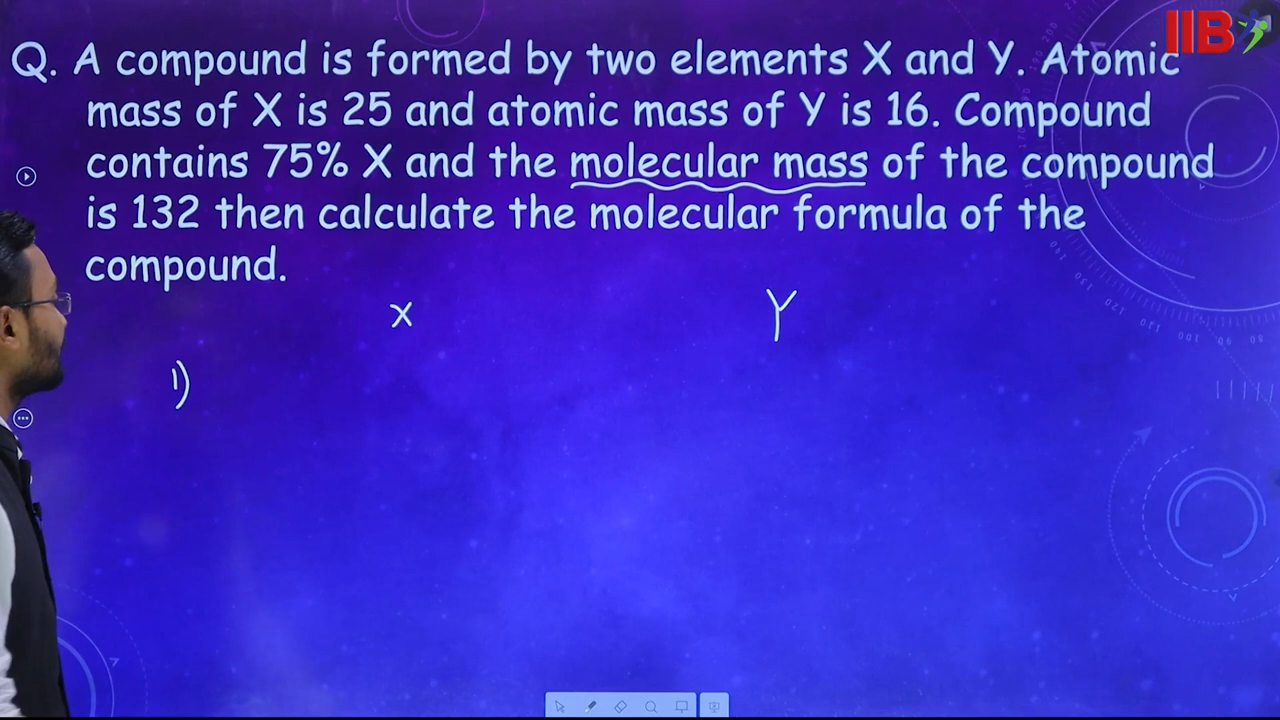 IIB
Q. A compound is formed by two elements X and Y. Atomic
mass of X is 25 and atomic mass of Y is 16. Compound
contains 75% X and the molecular mass of the compound
is 132 then calculate the molecular formula of the
compound.
X Y
1)